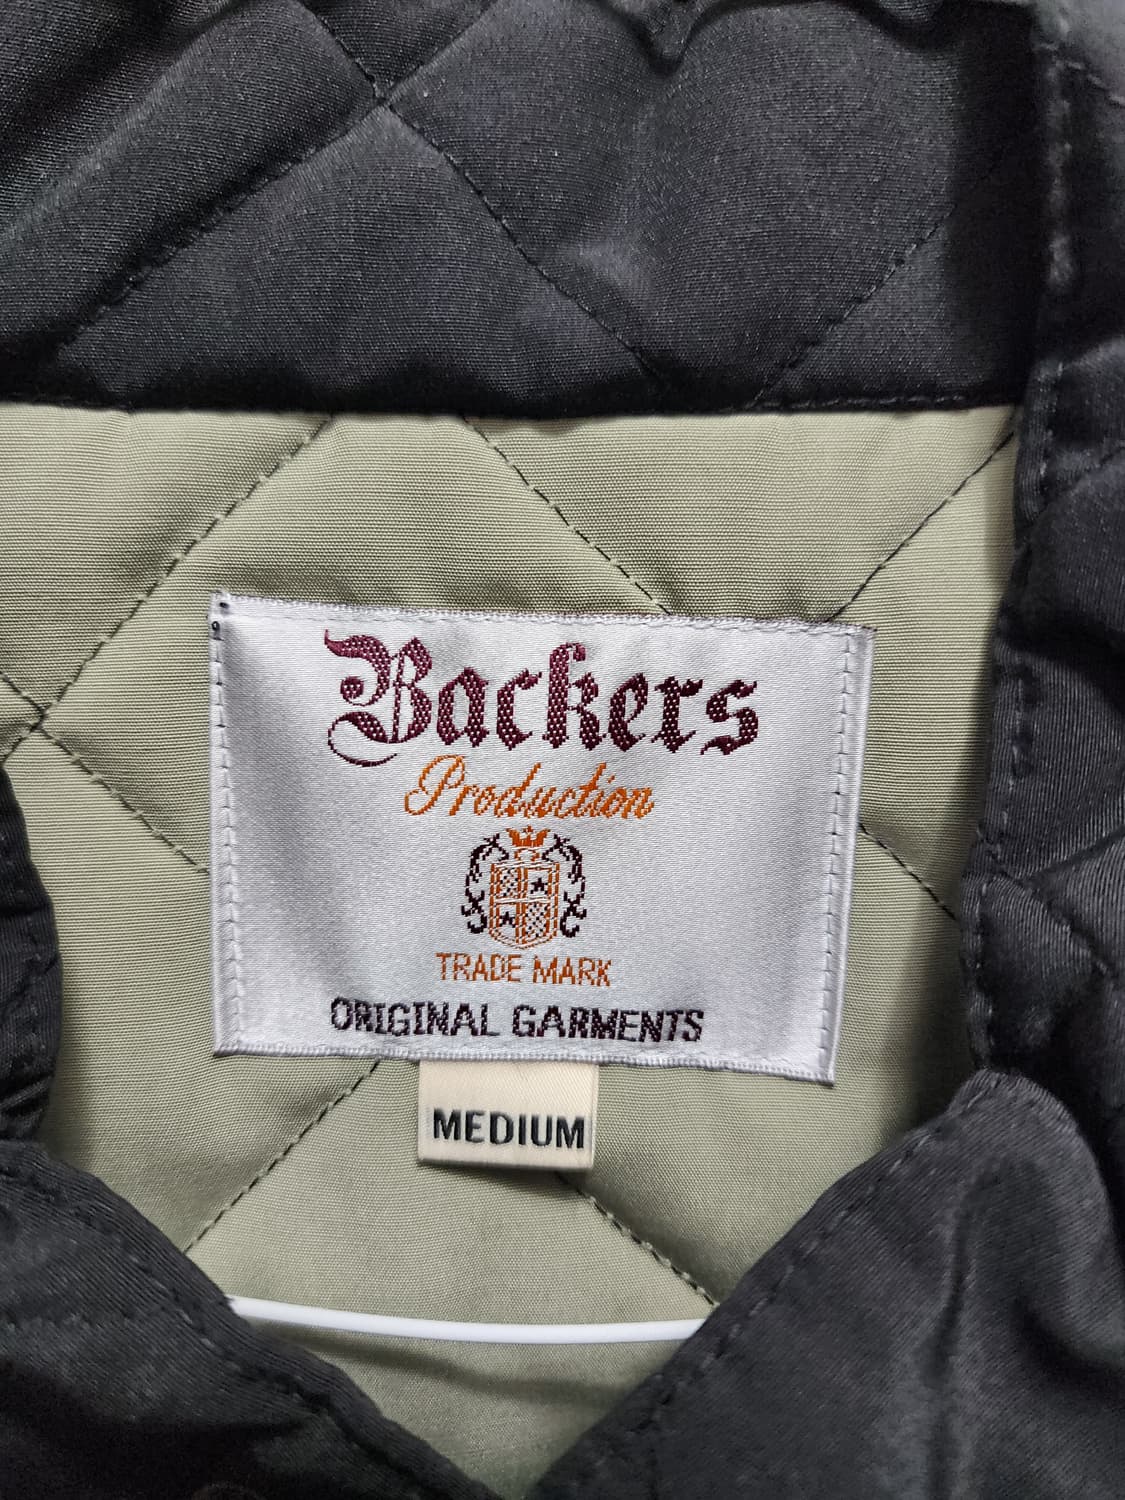 Backers
Production
TRADE MARK
ORIGINAL GARMENTS
MEDIUM